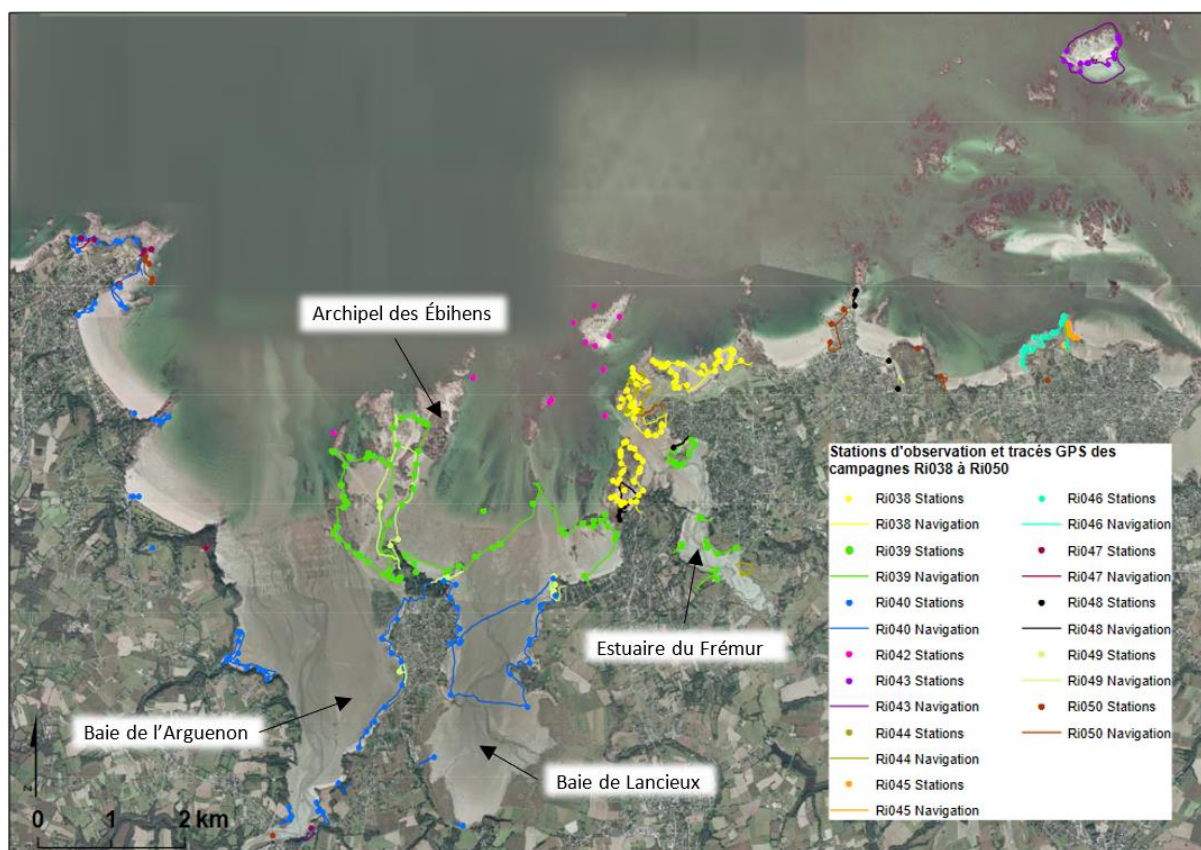 Archipel des Ébihens
Stations d'observation et tracés GPS des
campagnes Ri038 à Ri050
Ri038 Stations
Ri038 Navigation
Ri039 Stations
Ri039 Navigation
Ri040 Stations
Ri040 Navigation
Ri042 Stations
Ri043 Stations
Ri043 Navigation
Ri044 Stations
Ri044 Navigation
Ri045 Stations
Ri045 Navigation
Ri046 Stations
Ri046 Navigation
Ri047 Stations
Ri047 Navigation
Ri048 Stations
Ri048 Navigation
Ri049 Stations
Ri049 Navigation
Ri050 Stations
Ri050 Navigation
Estuaire du Frémur
Baie de l'Arguenon
Baie de Lancieux
N
0 1 2 km